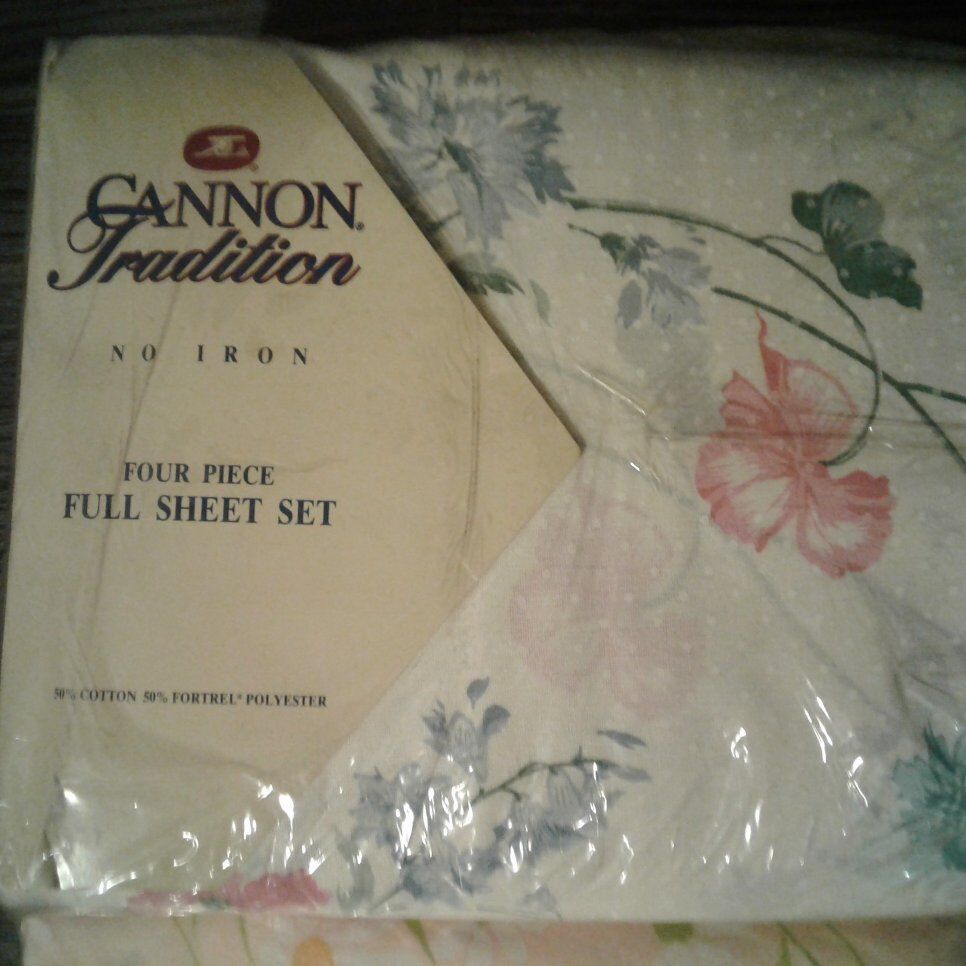 CANNON®
Tradition
NO IRON
FOUR PIECE
FULL SHEET SET
50% COTTON 50% FORTREL® POLYESTER